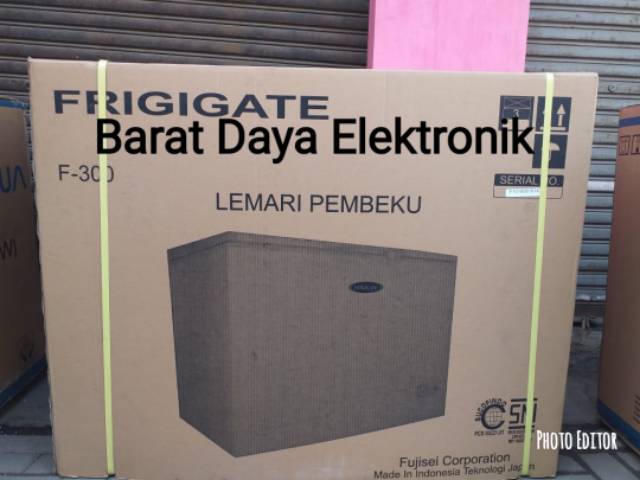 FRIGIGATE
Barat Daya Elektronik
F-300
SERIAL NO.
LEMARI PEMBEKU
SNI
Fujisei Corporation
Made In Indonesia Teknologi Japan
PHOTO EDITOR